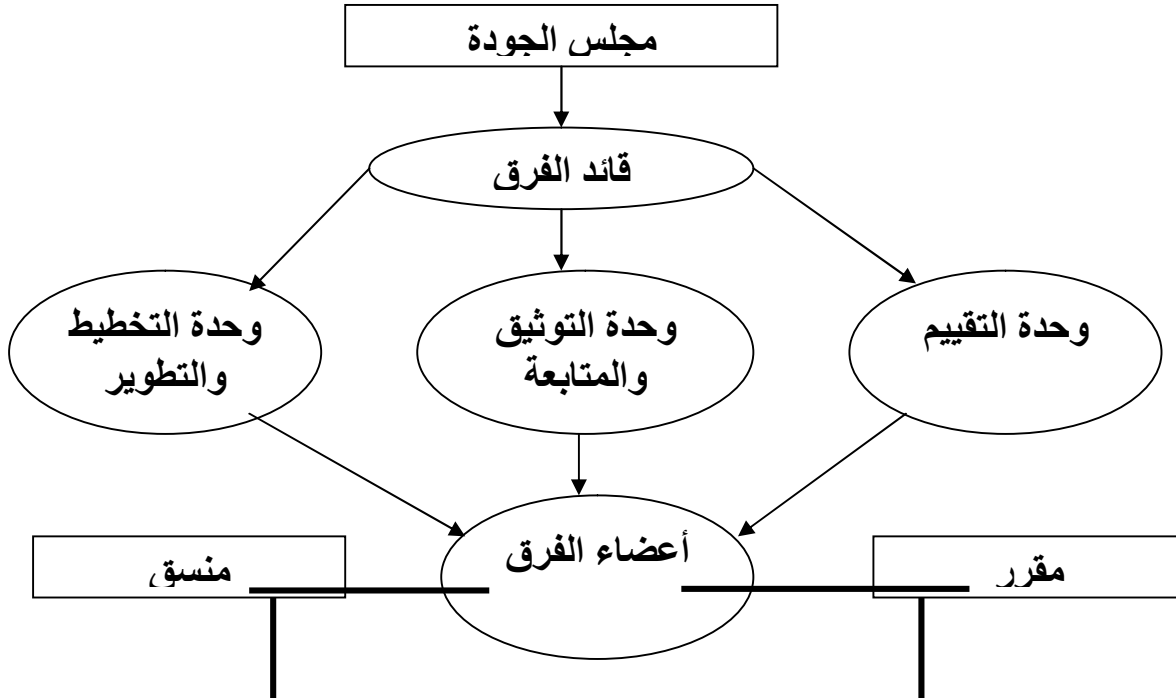 مجلس الجودة
قائد الفرق
وحدة التقييم
وحدة التوثيق
والمتابعة
وحدة التخطيط
والتطوير
أعضاء الفرق
مقرر
منسق